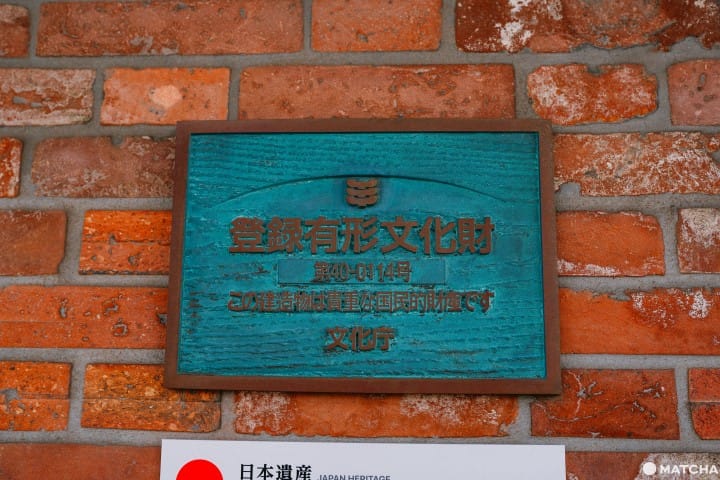 登録有形文化財
第40-0114号
この建造物は貴重な国民的財産です
文化庁
日本遺産 JAPAN HERITAGE
MATCHA